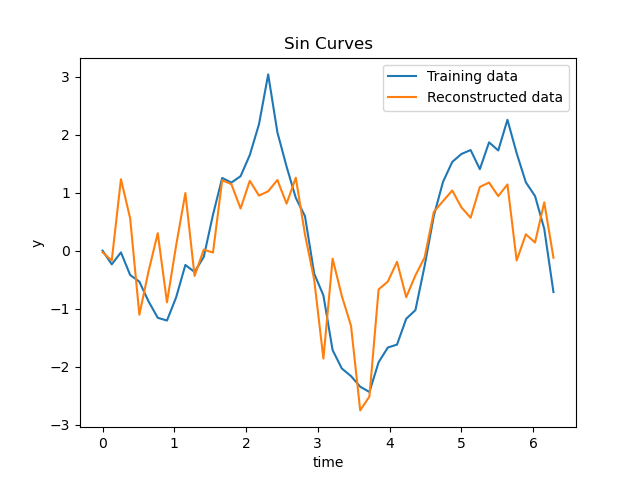 Sin Curves
Training data
Reconstructed data
y
3
2
1
0
−1
−2
−3
0 1 2 3 4 5 6
time